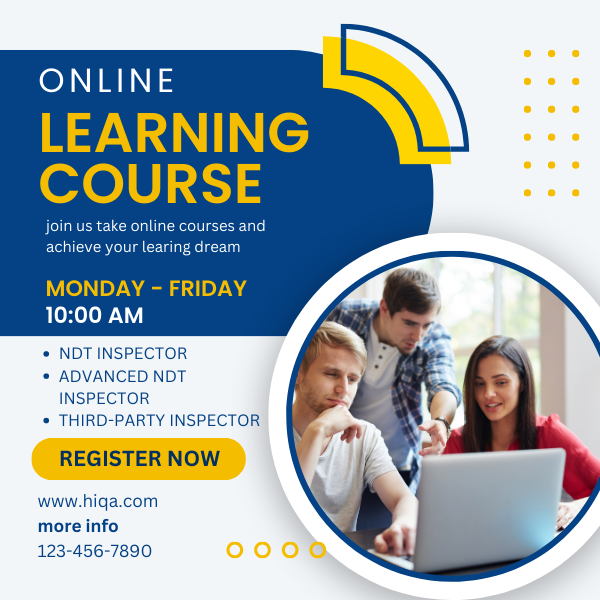 ONLINE
LEARNING
COURSE
join us take online courses and
achieve your learing dream
MONDAY – FRIDAY
10:00 AM
• NDT INSPECTOR
• ADVANCED NDT
INSPECTOR
• THIRD-PARTY INSPECTOR
REGISTER NOW
www.hiqa.com
more info
123-456-7890